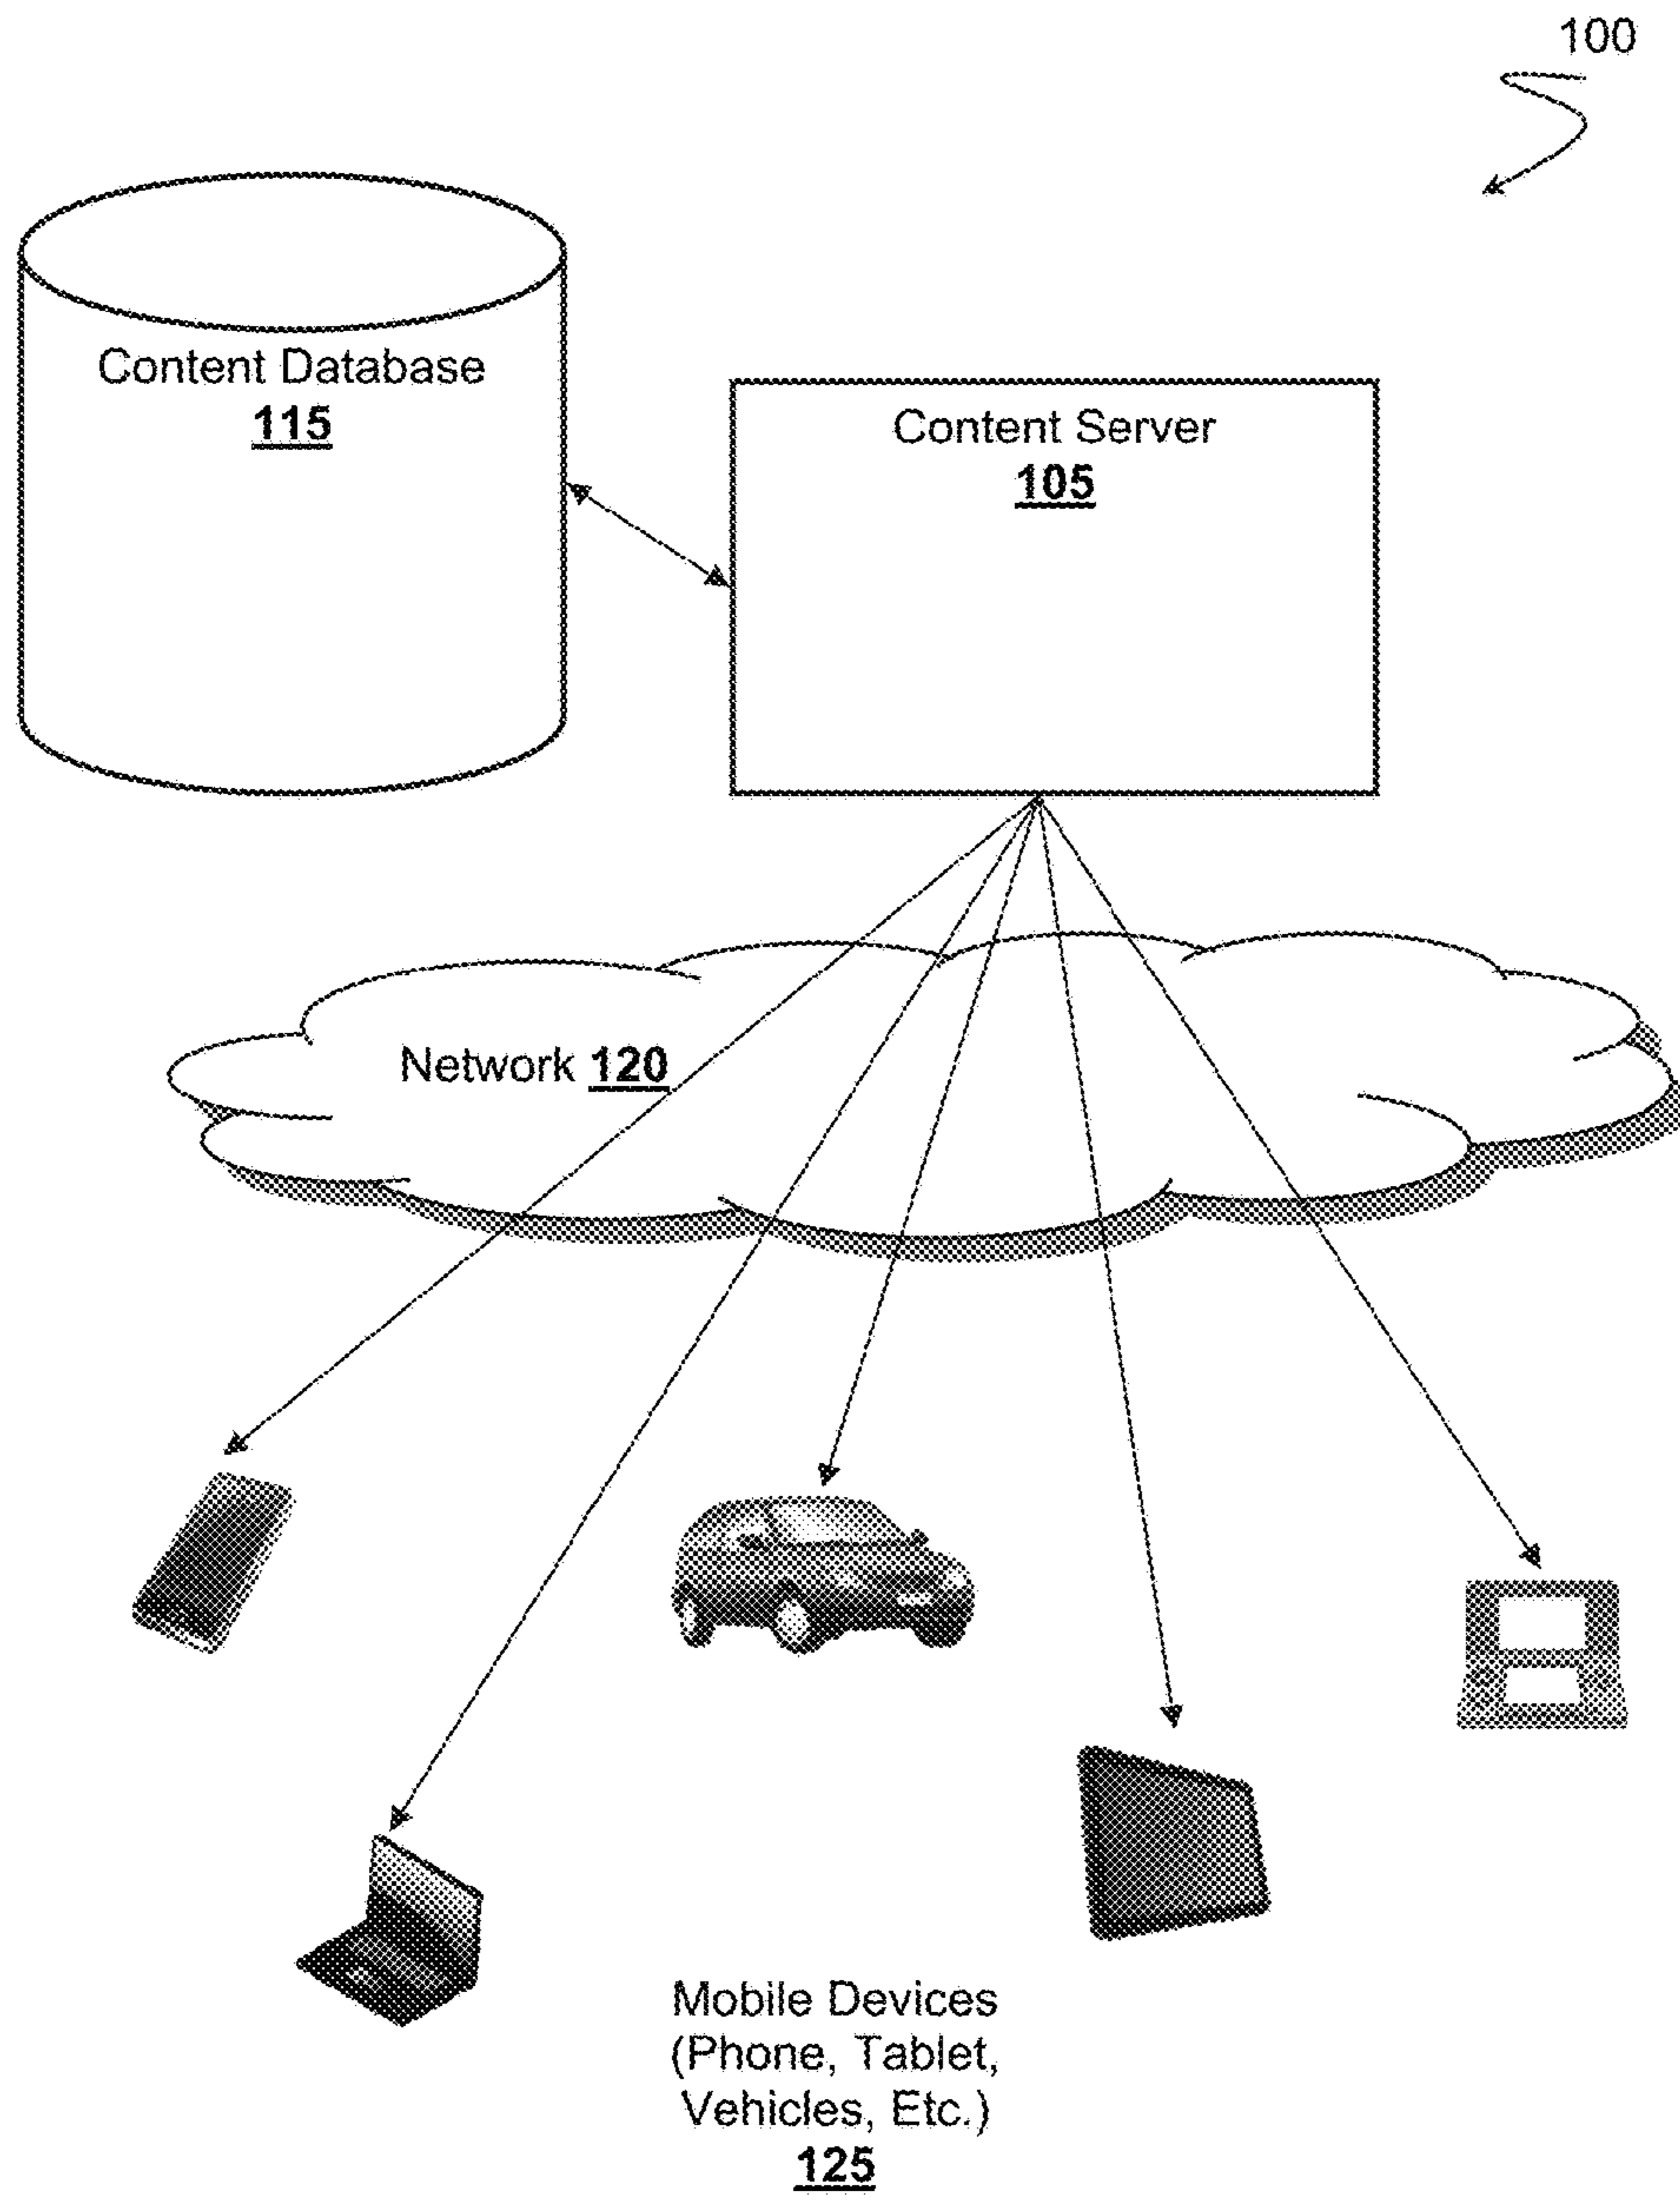 100
Content Database
115
Content Server
105
Network 120
Mobile Devices
(Phone, Tablet,
Vehicles, Etc.)
125